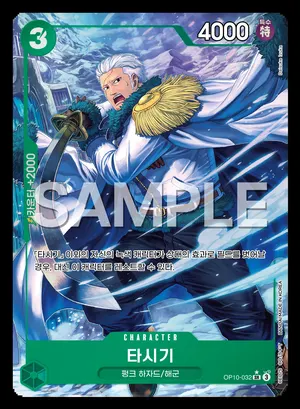 3
4000
특수
特
카운터 +2000
SAMPLE
「타시기」 이외의 자신의 녹색 캐릭터가 상대의 효과로 필드를 벗어날
경우, 대신 이 캐릭터를 레스트할 수 있다.
CHARACTER
타시기
펑크 하자드/해군
OP10-032 SR 3